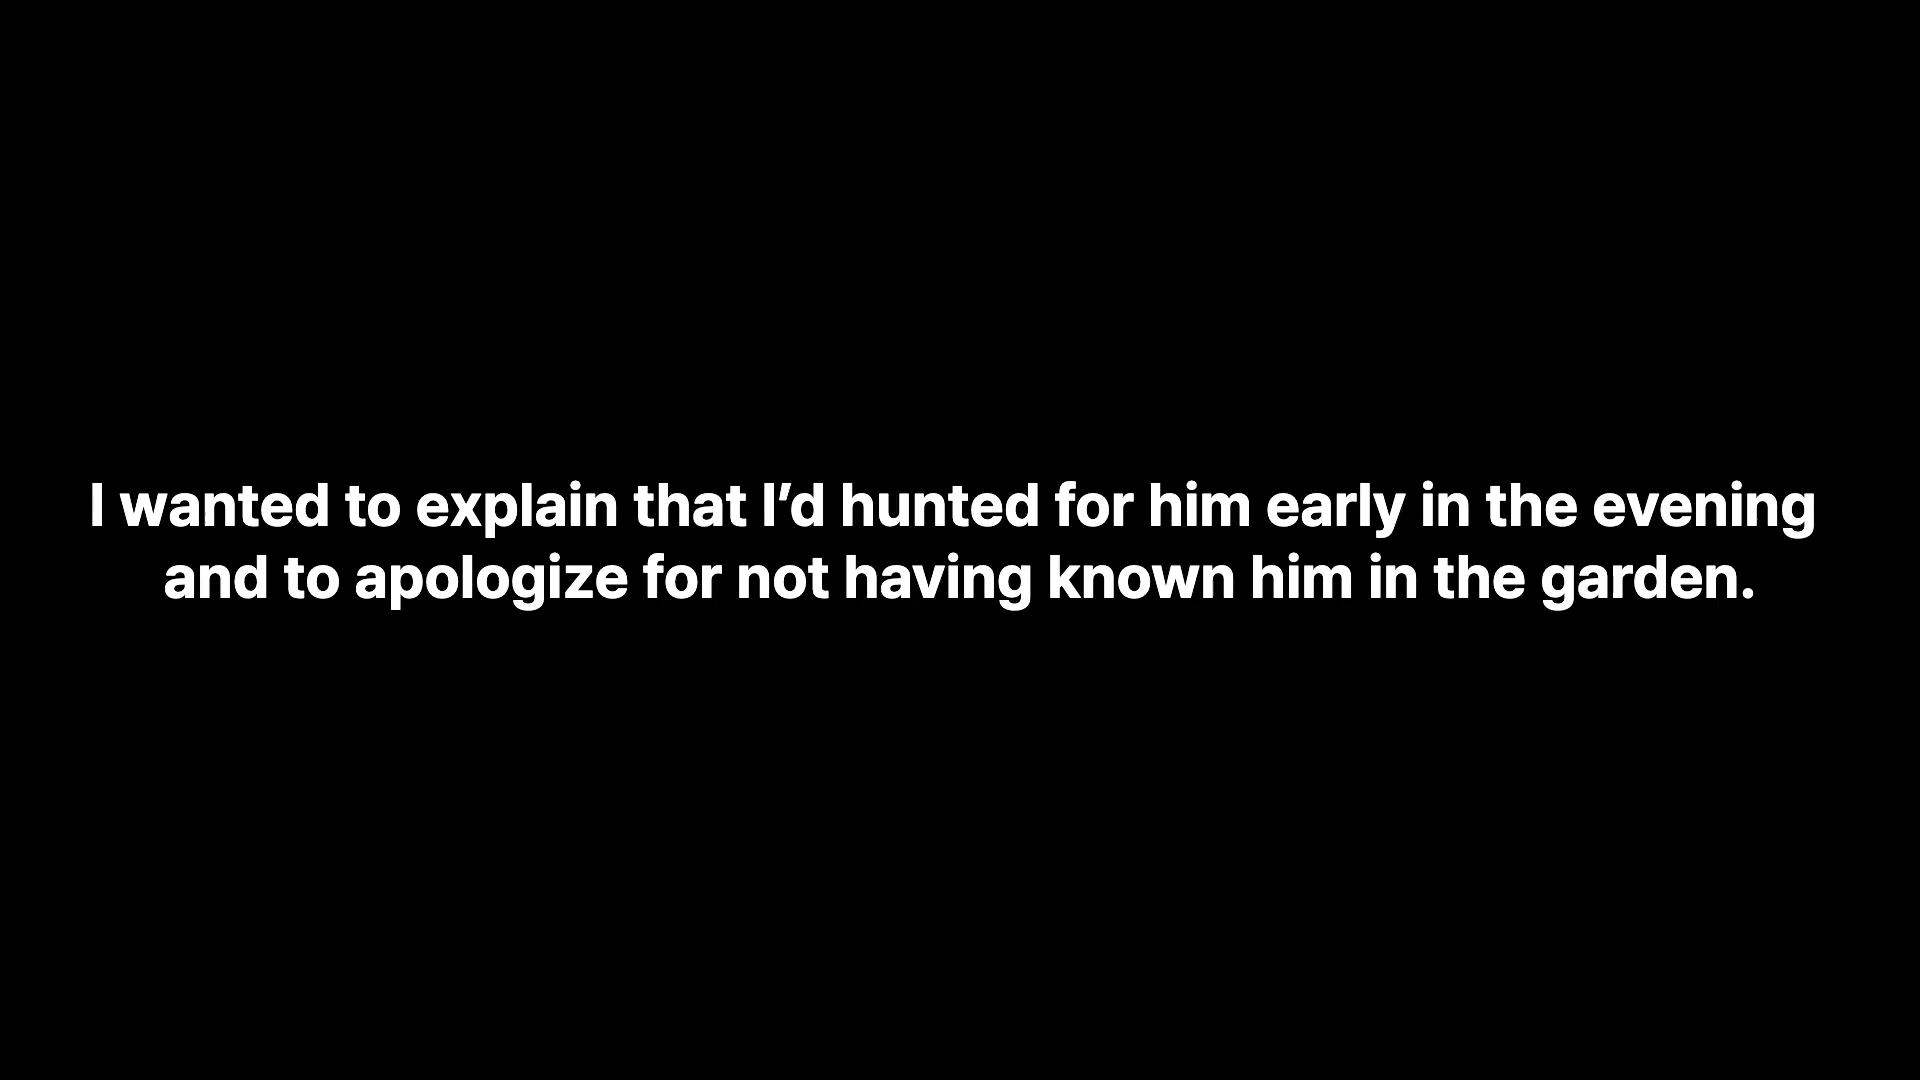 I wanted to explain that I’d hunted for him early in the evening
and to apologize for not having known him in the garden.